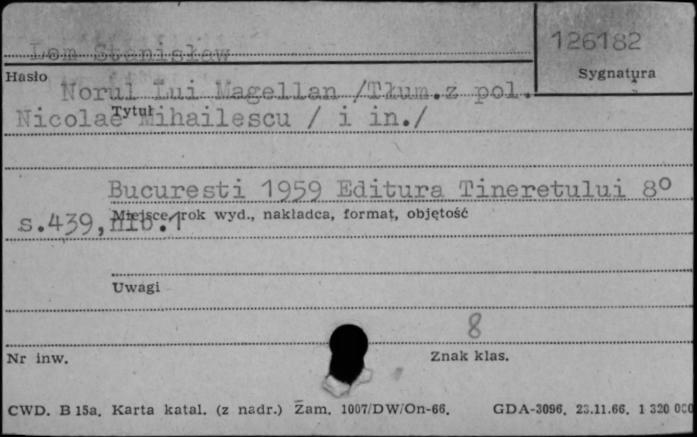 Lem Stanisław
126182
Hasło
Sygnatura
Norul Lui Magellan /Tłum.z pol.
Nicolae Mihailescu / i in./
Tytuł
Bucuresti 1959 Editura Tineretului 8º
s.439, nlb.1
Miejsce, rok wyd., nakładca, format, objętość
Uwagi
8
Nr inw.
Znak klas.
CWD. B 15a. Karta katal. (z nadr.) Zam. 1007/DW/On-66. GDA-3096. 23.11.66. 1 320 000